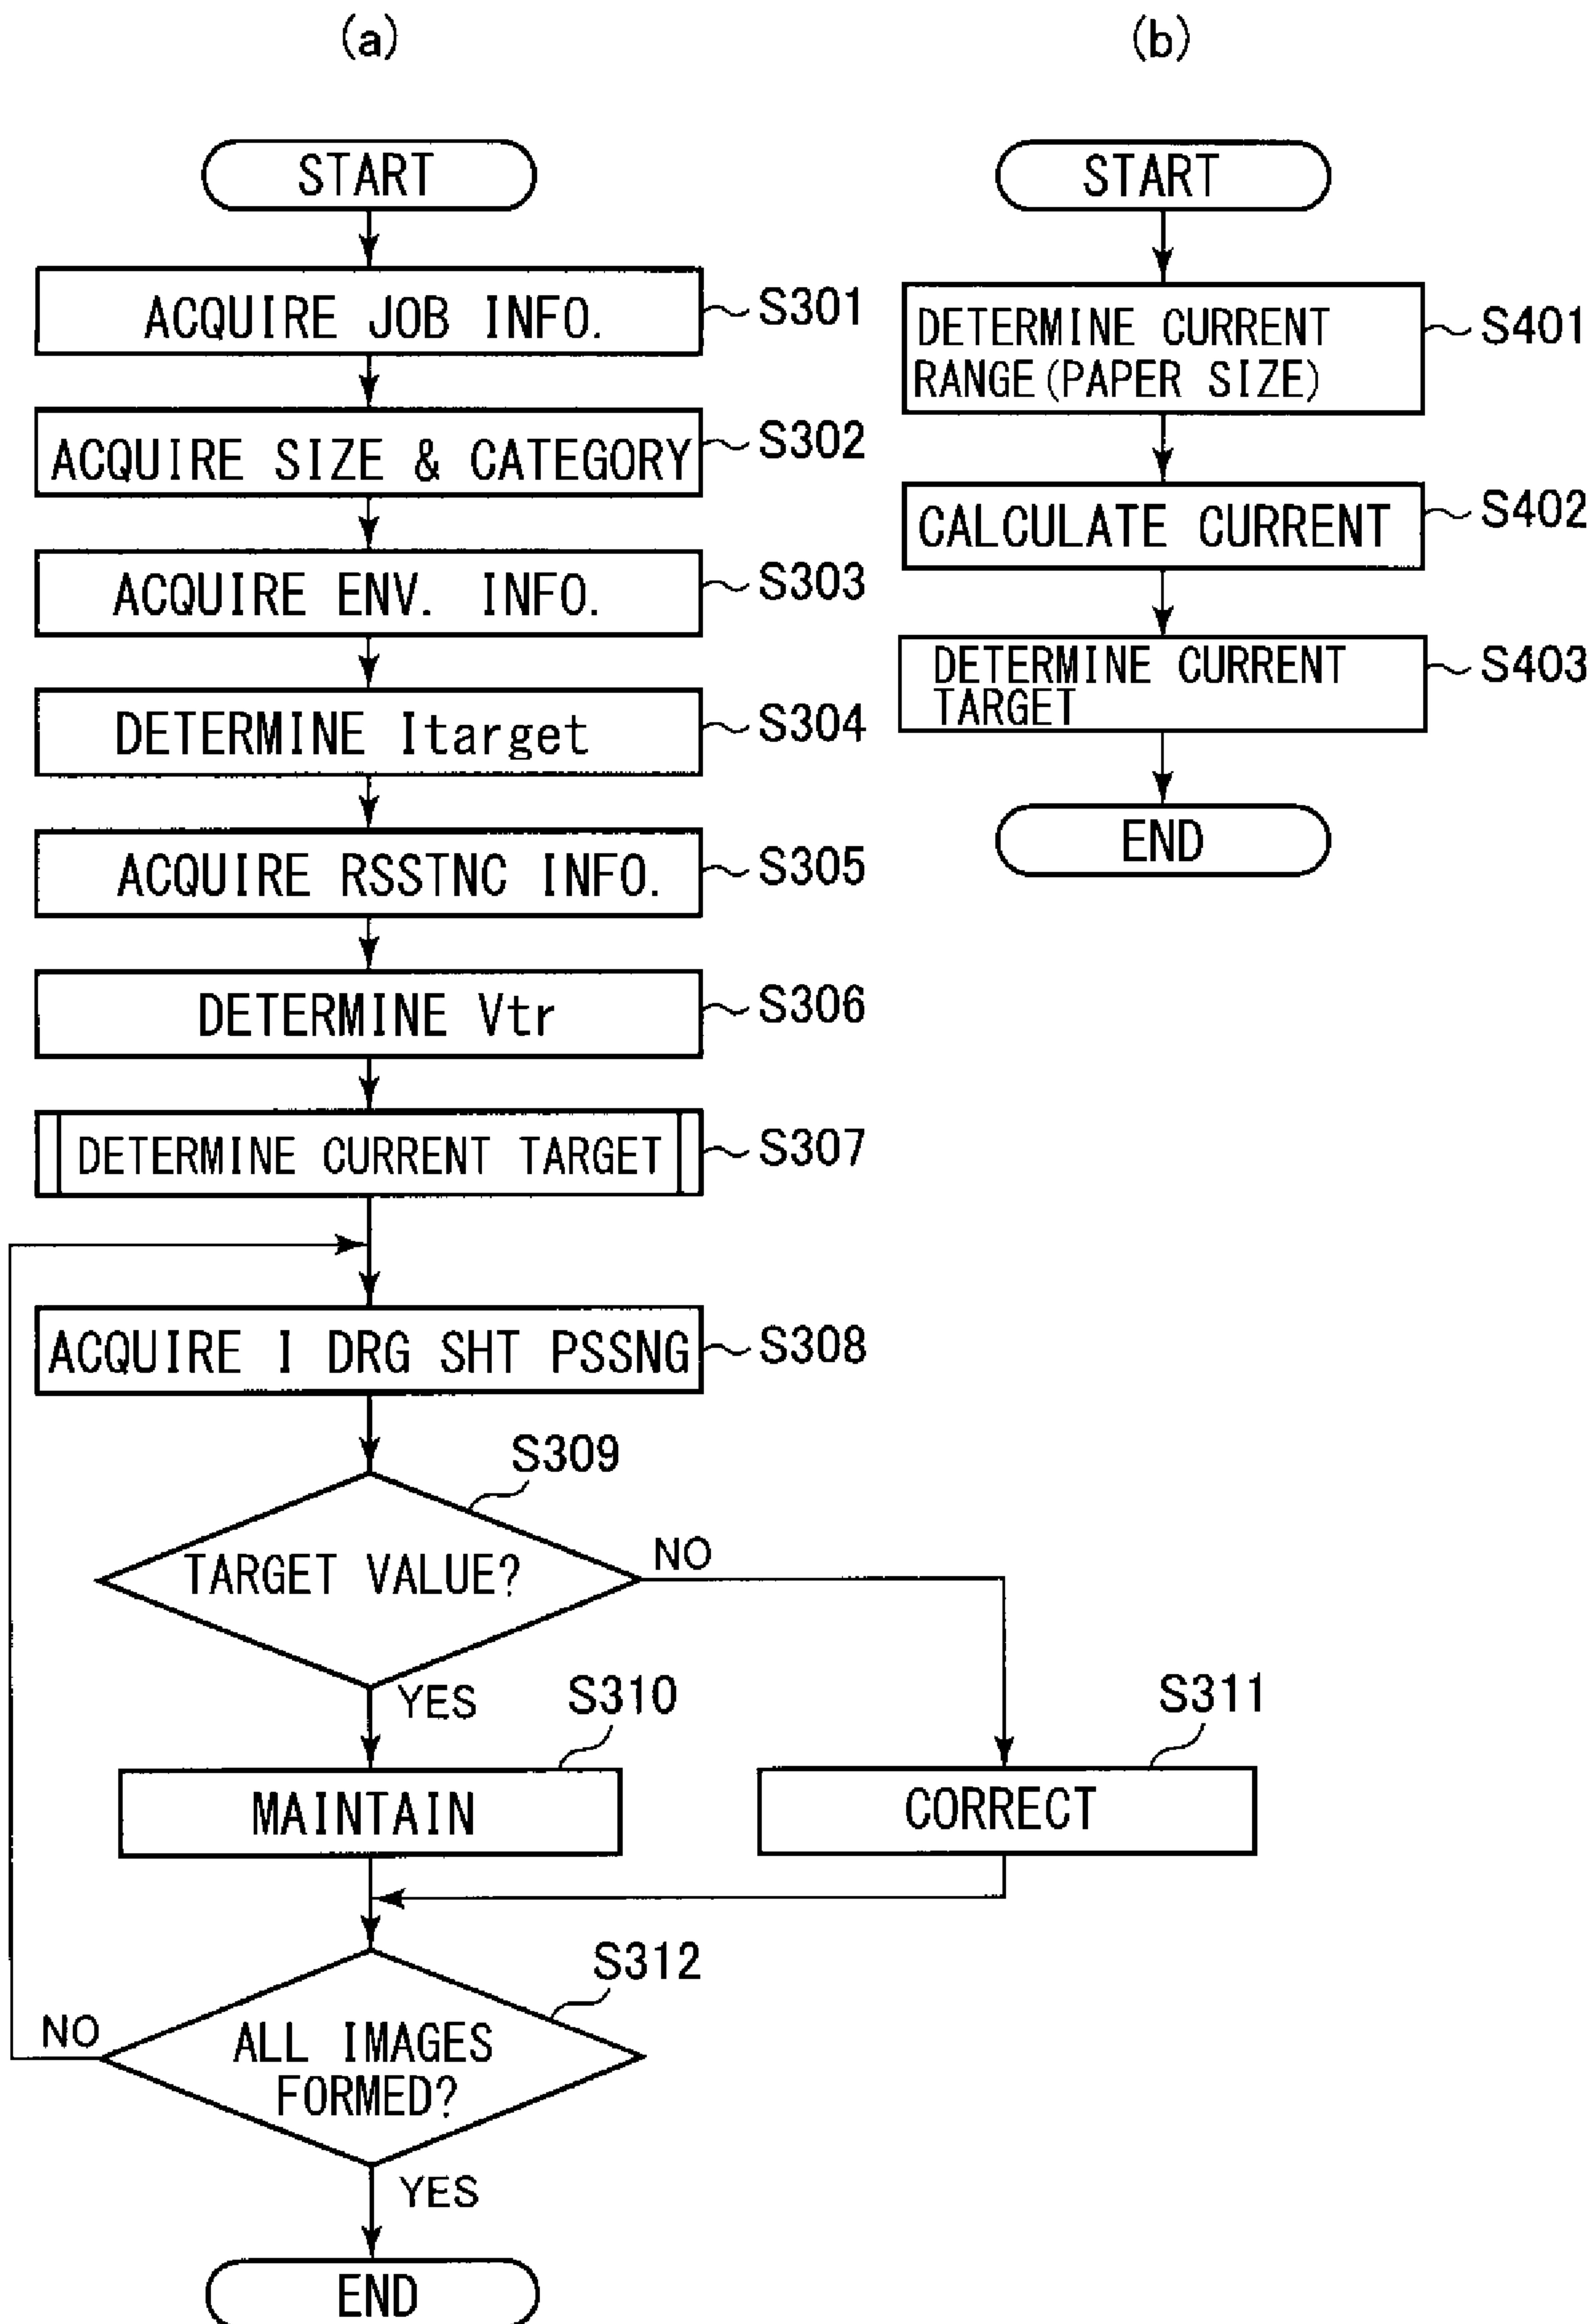 (a)
START
ACQUIRE JOB INFO.
S301
ACQUIRE SIZE & CATEGORY
S302
ACQUIRE ENV. INFO.
S303
DETERMINE Itarget
S304
ACQUIRE RSSTNC INFO.
S305
DETERMINE Vtr
S306
DETERMINE CURRENT TARGET
S307
ACQUIRE I DRG SHT PSSNG
S308
S309
TARGET VALUE?
NO
YES
S310
MAINTAIN
S311
CORRECT
S312
ALL IMAGES
FORMED?
NO
YES
END
(b)
START
DETERMINE CURRENT
RANGE(PAPER SIZE)
S401
CALCULATE CURRENT
S402
DETERMINE CURRENT
TARGET
S403
END